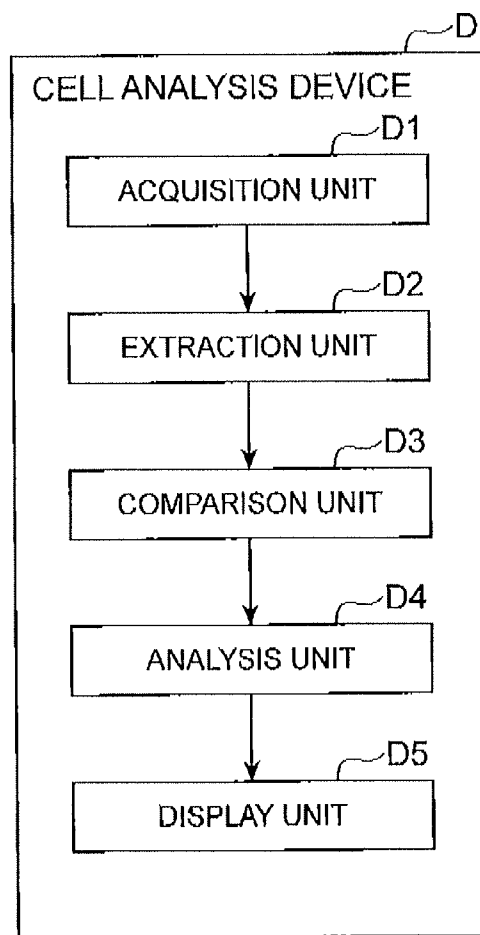 D
CELL ANALYSIS DEVICE
D1
ACQUISITION UNIT
D2
EXTRACTION UNIT
D3
COMPARISON UNIT
D4
ANALYSIS UNIT
D5
DISPLAY UNIT